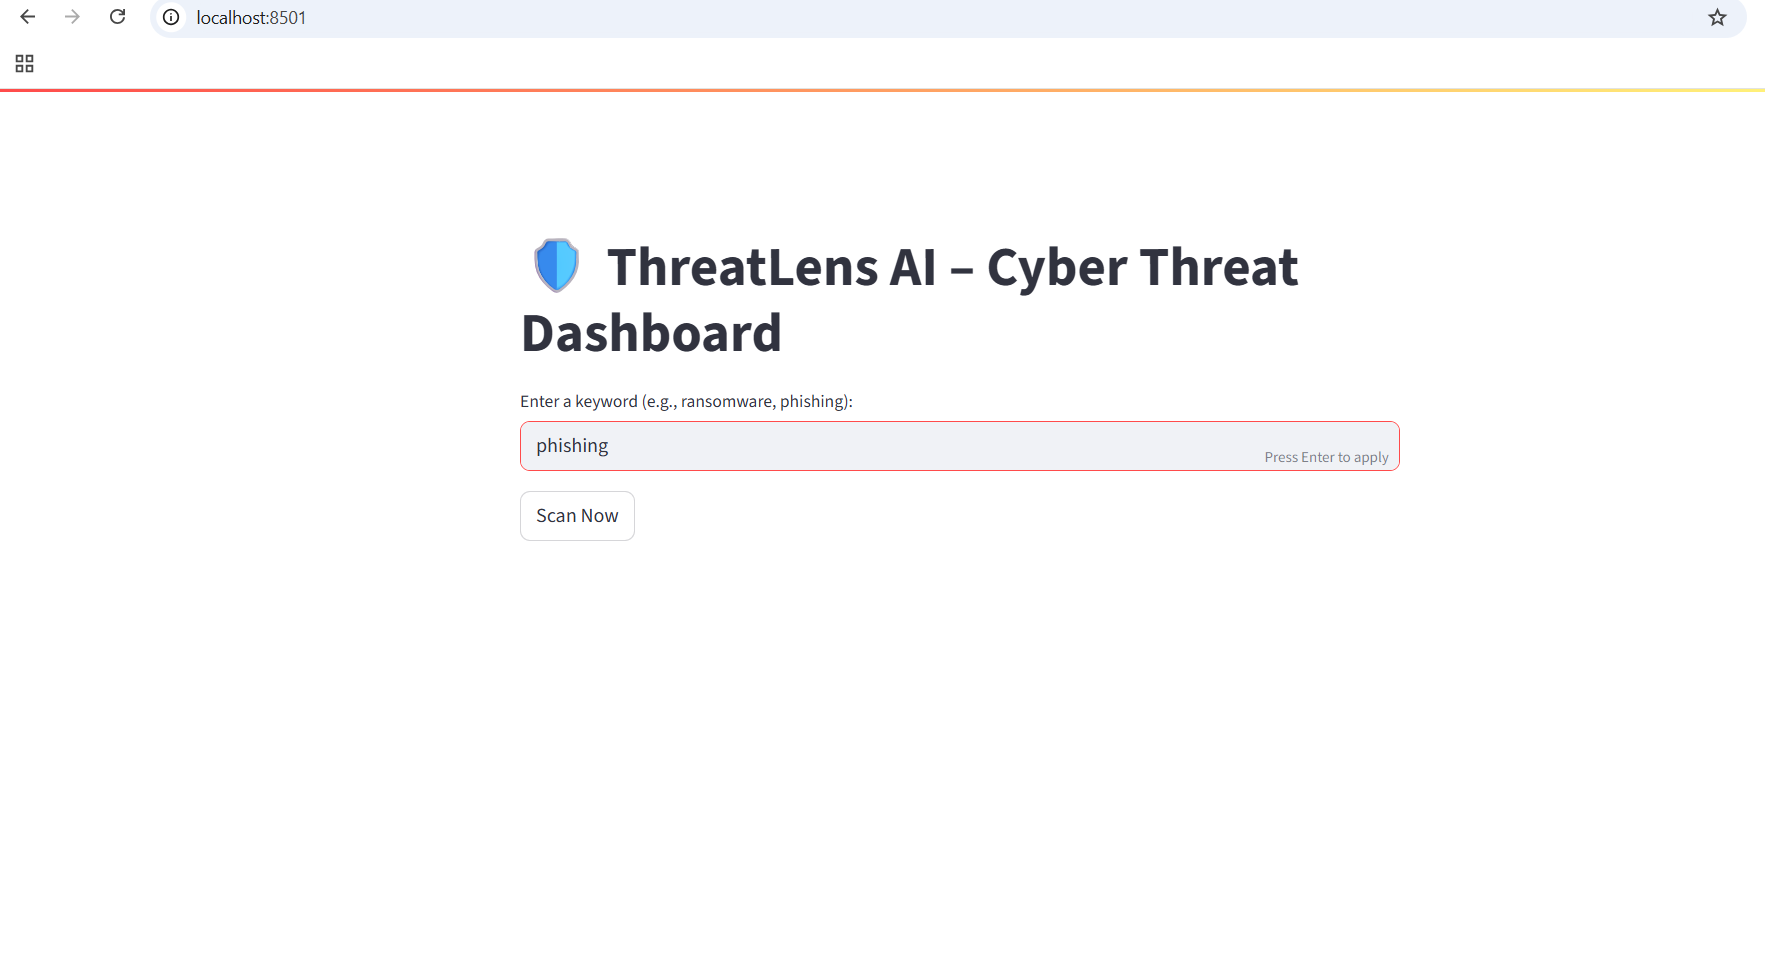 localhost:8501
ThreatLens AI – Cyber Threat
Dashboard
Enter a keyword (e.g., ransomware, phishing):
phishing
Press Enter to apply
Scan Now